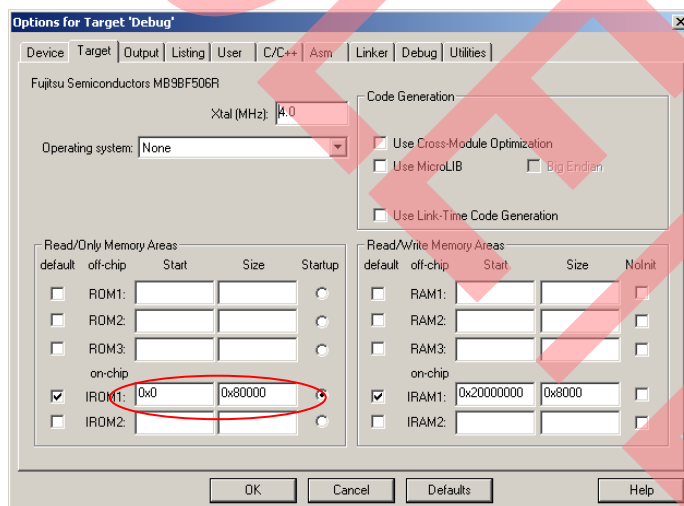 Options for Target 'Debug'
Device Target Output Listing User C/C++ Asm Linker Debug Utilities
Fujitsu Semiconductors MB9BF506R
Xtal (MHz): 4.0
Operating system: None
Code Generation
Use Cross-Module Optimization
Use MicroLIB Big Endian
Use Link-Time Code Generation
Read/Only Memory Areas
default off-chip Start Size Startup
ROM1:
ROM2:
ROM3:
on-chip
IROM1: 0x0 0x80000
IROM2:
Read/Write Memory Areas
default off-chip Start Size NoInit
RAM1:
RAM2:
RAM3:
on-chip
IRAM1: 0x20000000 0x8000
IRAM2:
OK Cancel Defaults Help